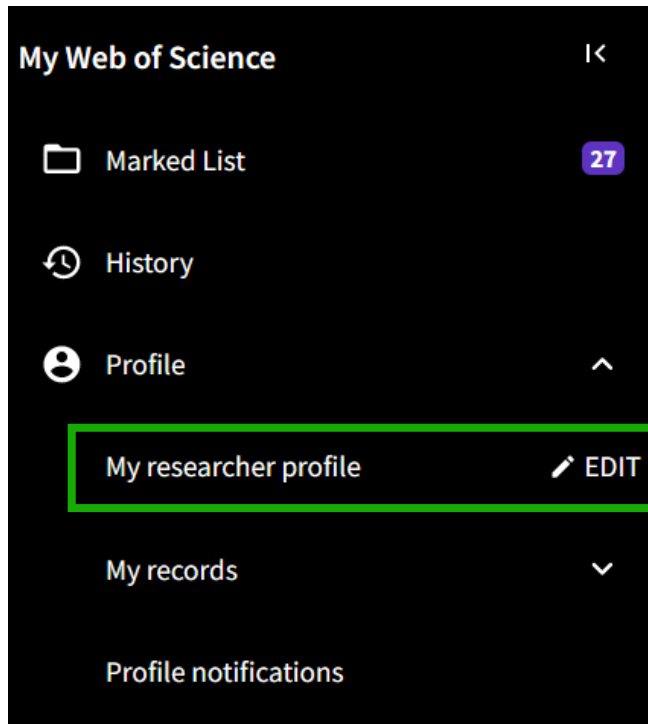 My Web of Science
Marked List 27
History
Profile
My researcher profile EDIT
My records
Profile notifications